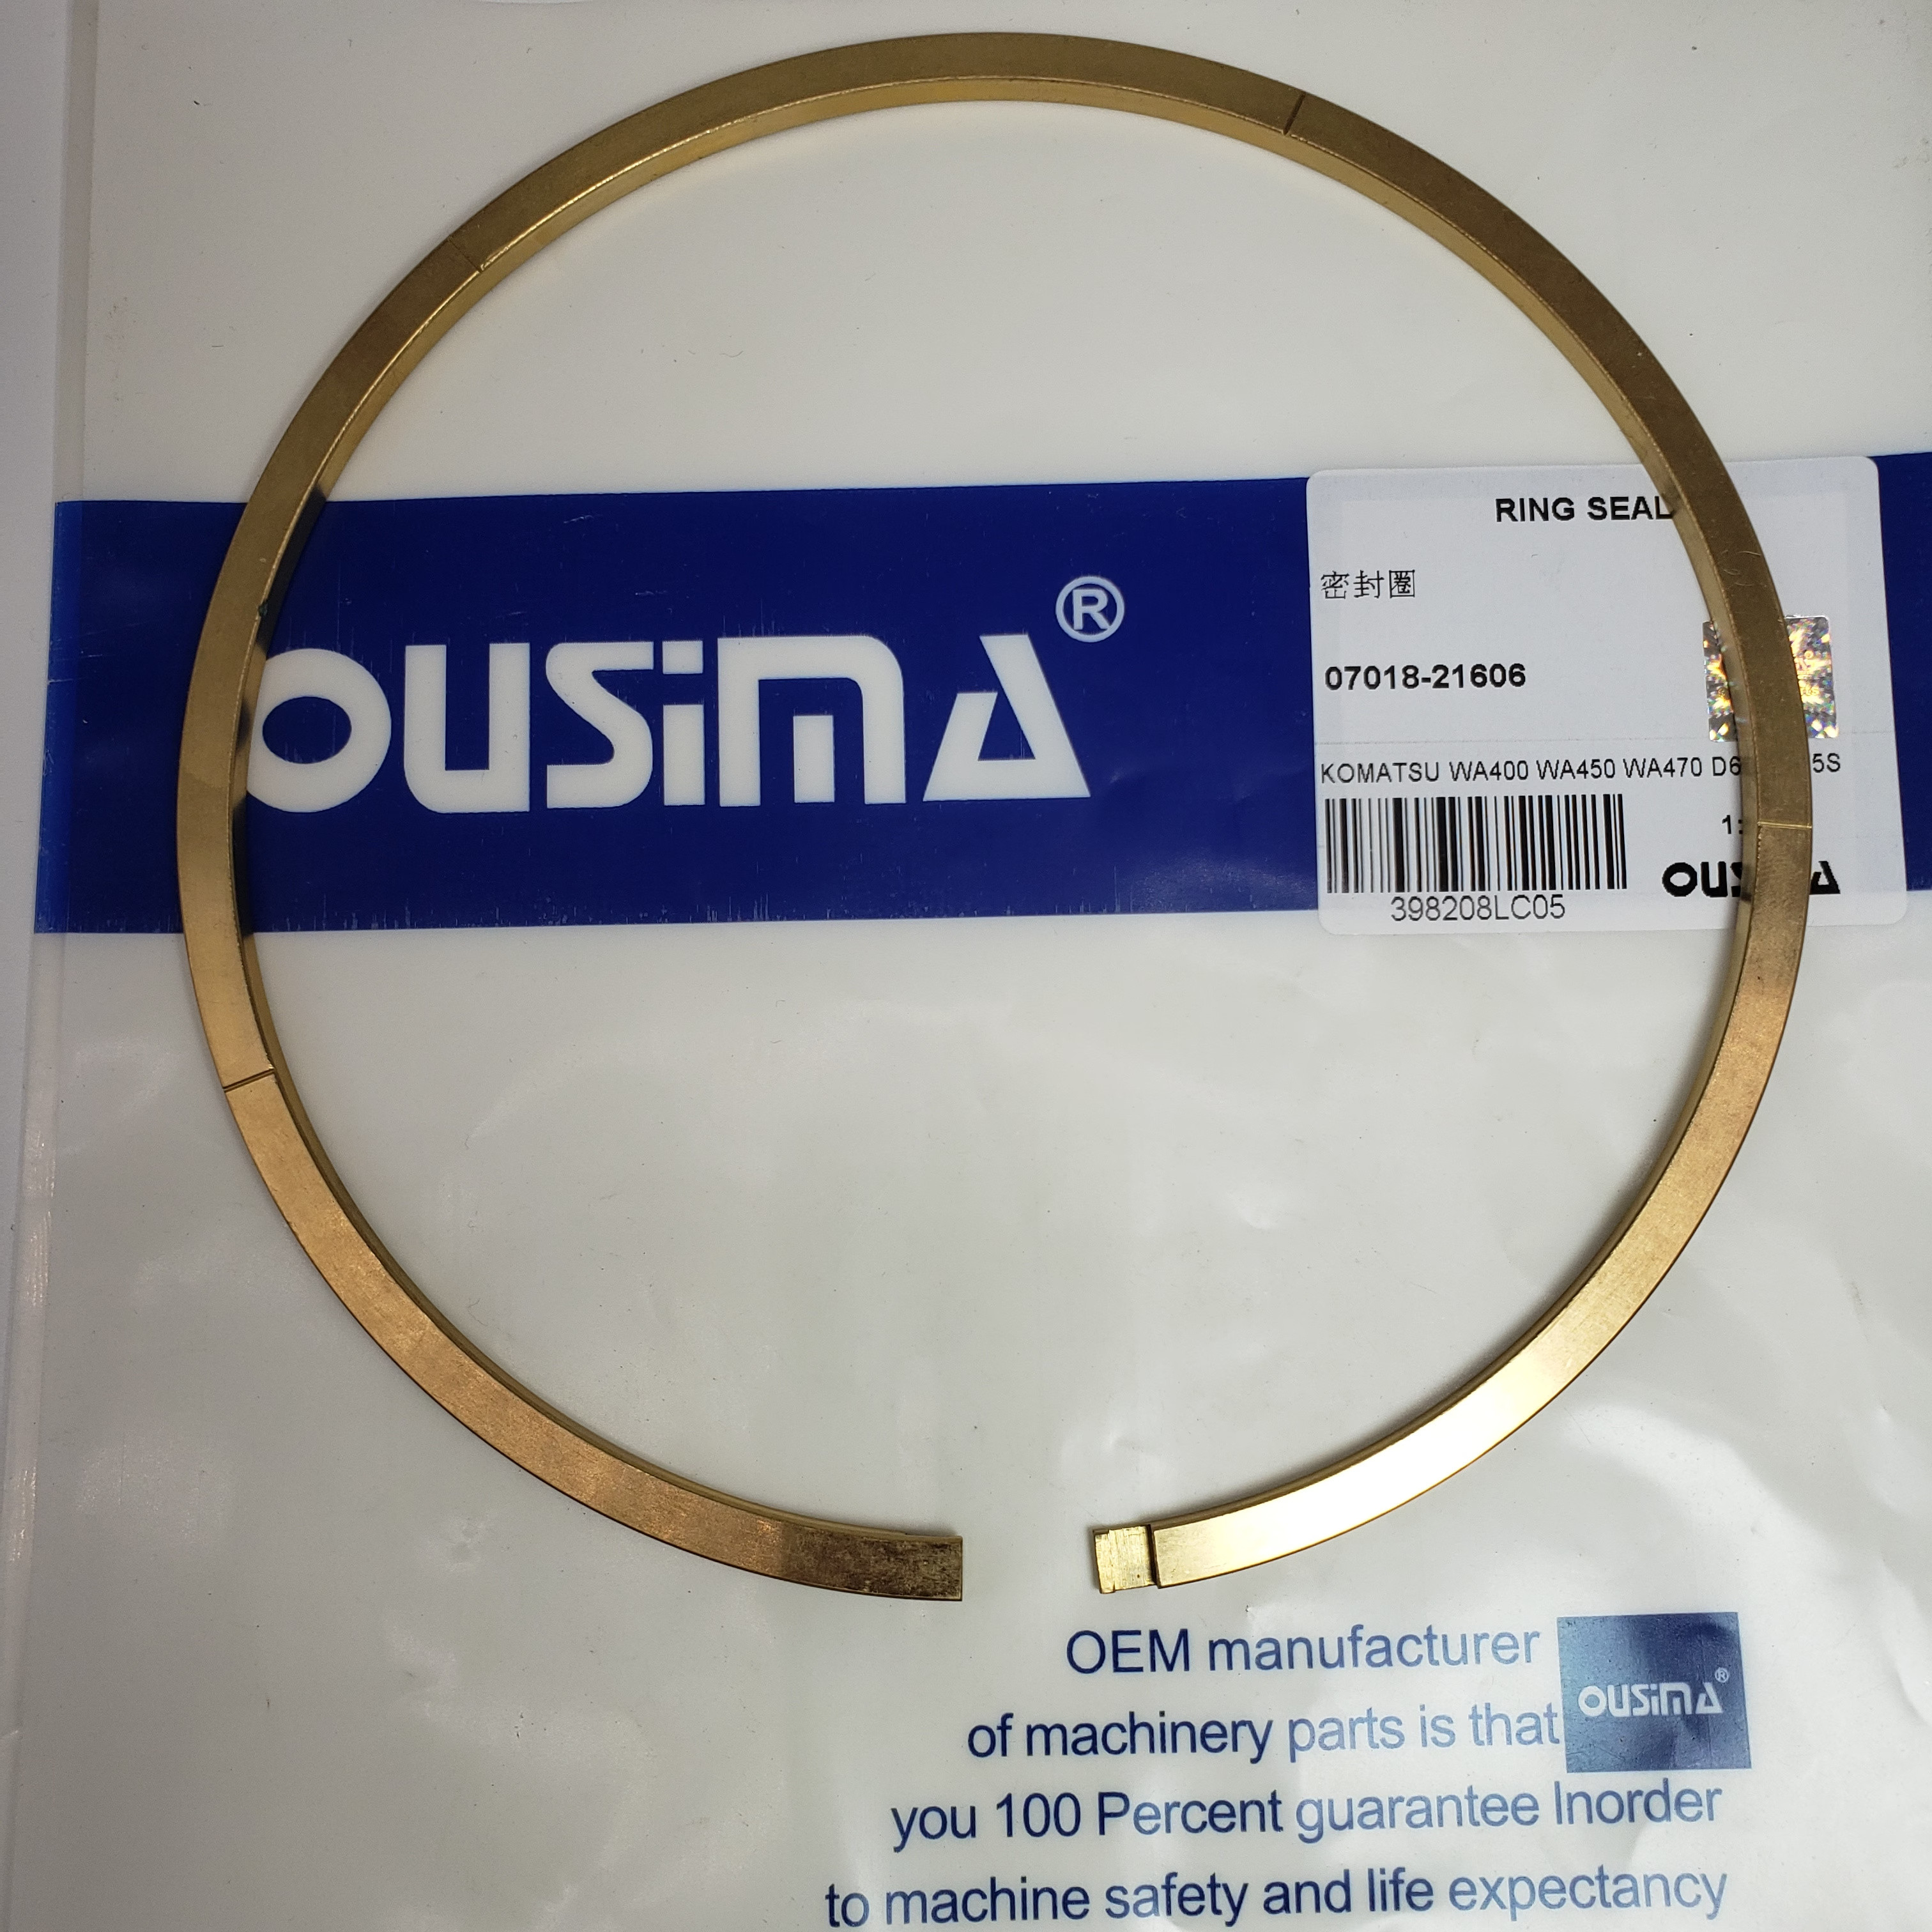 RING SEAL
密封圈
OUSIMA®
07018-21606
KOMATSU WA400 WA450 WA470 5S
398208LC05
OEM manufacturer
of machinery parts is that
OUSIMA®
you 100 Percent guarantee Inorder
to machine safety and life expectancy